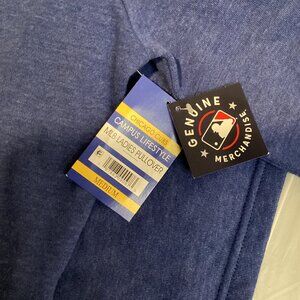 CHICAGO CUBS
CAMPUS LIFESTYLE
MLB LADIES PULLOVER
MEDIUM
GENUINE
MERCHANDISE